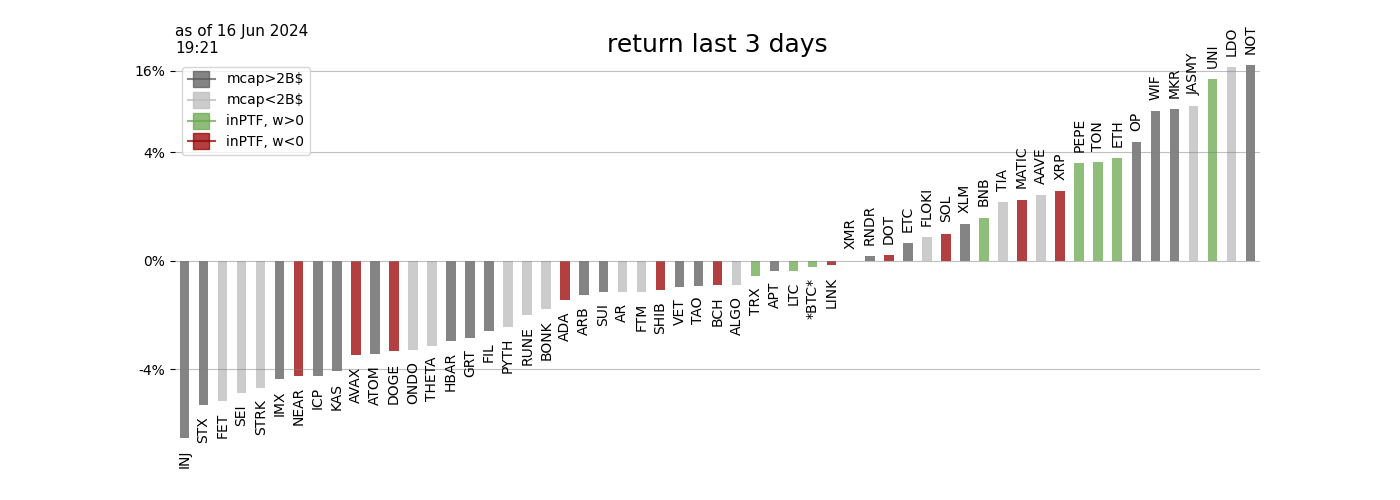 as of 16 Jun 2024
19:21
return last 3 days
16%
4%
0%
-4%
mcap>2B$
mcap<2B$
inPTF, w>0
inPTF, w<0
INJ
STX
FET
SEI
STRK
IMX
NEAR
ICP
KAS
AVAX
ATOM
DOGE
ONDO
THETA
HBAR
GRT
FIL
PYTH
RUNE
BONK
ADA
ARB
SUI
AR
FTM
SHIB
VET
TAO
BCH
ALGO
TRX
APT
LTC
*BTC*
LINK
XMR
RNDR
DOT
ETC
FLOKI
SOL
XLM
BNB
TIA
MATIC
AAVE
XRP
PEPE
TON
ETH
OP
WIF
MKR
JASMY
UNI
LDO
NOT